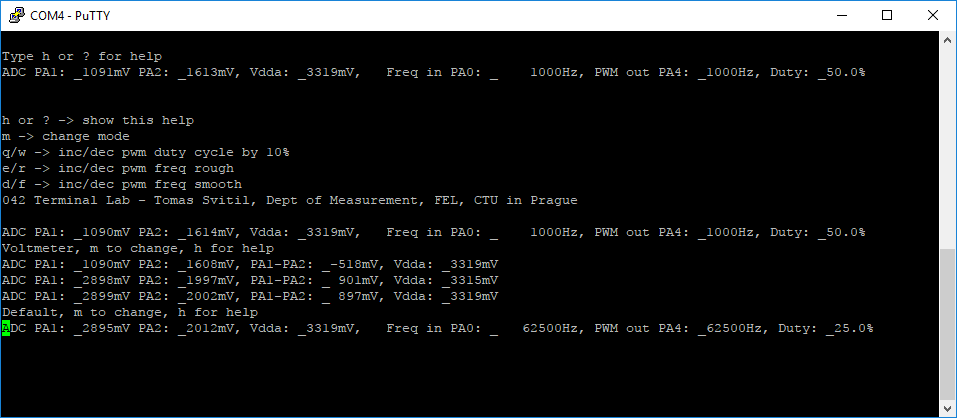 COM4 - PuTTY
Type h or ? for help
ADC PA1: _1091mV PA2: _1613mV, Vdda: _3319mV,   Freq in PA0: _    1000Hz, PWM out PA4: _1000Hz, Duty: _50.0%
h or ? -> show this help
m -> change mode
q/w -> inc/dec pwm duty cycle by 10%
e/r -> inc/dec pwm freq rough
d/f -> inc/dec pwm freq smooth
042 Terminal Lab - Tomas Svitil, Dept of Measurement, FEL, CTU in Prague
ADC PA1: _1090mV PA2: _1614mV, Vdda: _3319mV,   Freq in PA0: _    1000Hz, PWM out PA4: _1000Hz, Duty: _50.0%
Voltmeter, m to change, h for help
ADC PA1: _1090mV PA2: _1608mV, PA1-PA2: _-518mV, Vdda: _3319mV
ADC PA1: _2898mV PA2: _1997mV, PA1-PA2: _ 901mV, Vdda: _3315mV
ADC PA1: _2899mV PA2: _2002mV, PA1-PA2: _ 897mV, Vdda: _3319mV
Default, m to change, h for help
ADC PA1: _2895mV PA2: _2012mV, Vdda: _3319mV,   Freq in PA0: _   62500Hz, PWM out PA4: _62500Hz, Duty: _25.0%